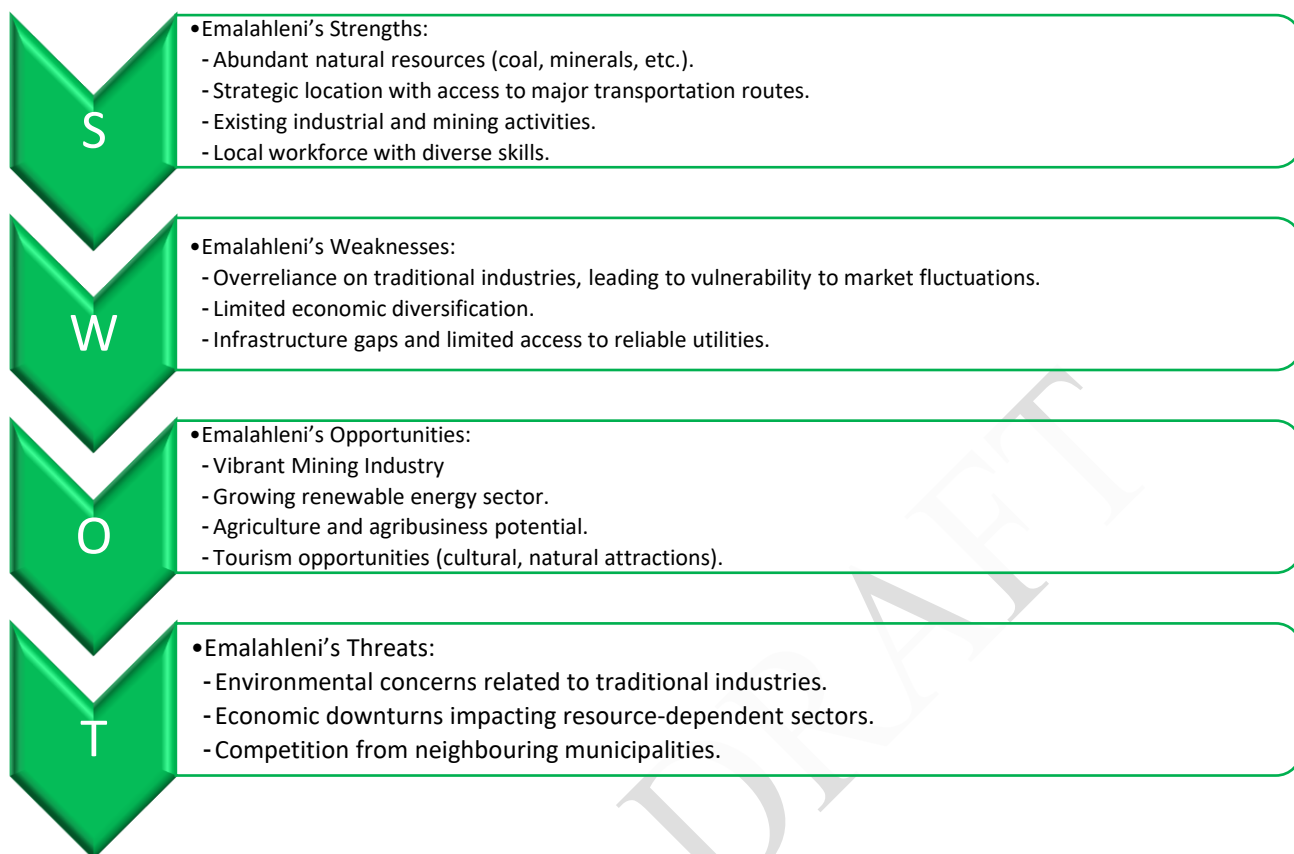 S
•Emalahleni’s Strengths:
- Abundant natural resources (coal, minerals, etc.).
- Strategic location with access to major transportation routes.
- Existing industrial and mining activities.
- Local workforce with diverse skills.
W
•Emalahleni’s Weaknesses:
- Overreliance on traditional industries, leading to vulnerability to market fluctuations.
- Limited economic diversification.
- Infrastructure gaps and limited access to reliable utilities.
O
•Emalahleni’s Opportunities:
- Vibrant Mining Industry
- Growing renewable energy sector.
- Agriculture and agribusiness potential.
- Tourism opportunities (cultural, natural attractions).
T
•Emalahleni’s Threats:
- Environmental concerns related to traditional industries.
- Economic downturns impacting resource-dependent sectors.
- Competition from neighbouring municipalities.
DRAFT